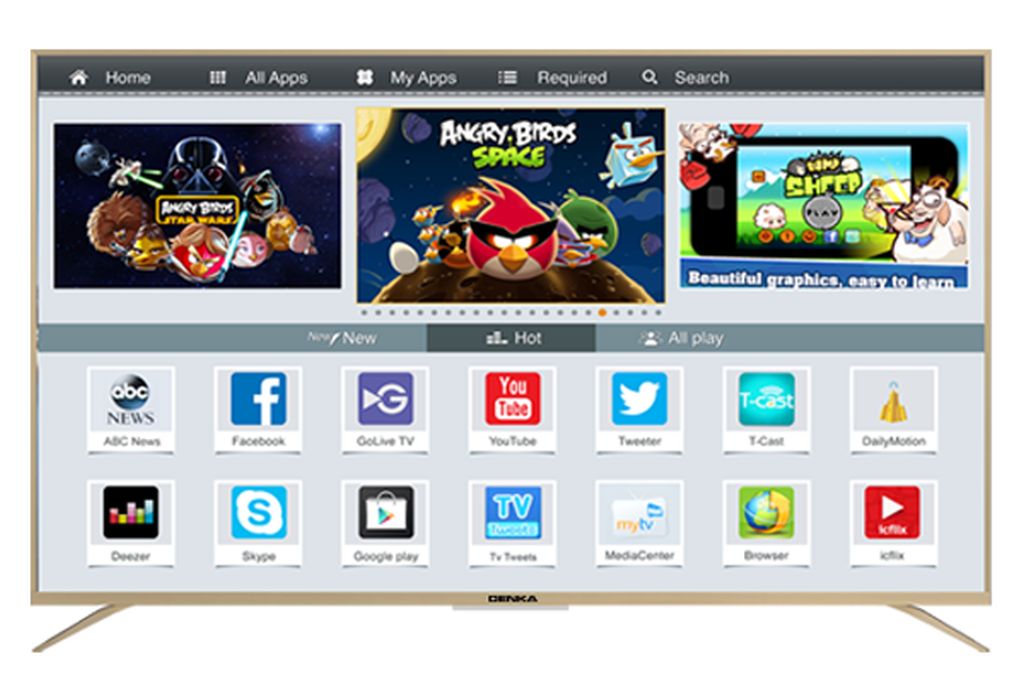 Home All Apps My Apps Required Search
ANGRY BIRDS
STAR WARS
ANGRY BIRDS
SPACE
SHEEP
PLAY
Beautiful graphics, easy to learn
New New Hot All play
abc
NEWS
You
Tube
T-cast
ABC News Facebook GoLive TV YouTube Tweeter T-Cast DailyMotion
TV
Tweets
mytv
icflix
Deezer Skype Google play Tv Tweets MediaCenter Browser icflix
DENKA